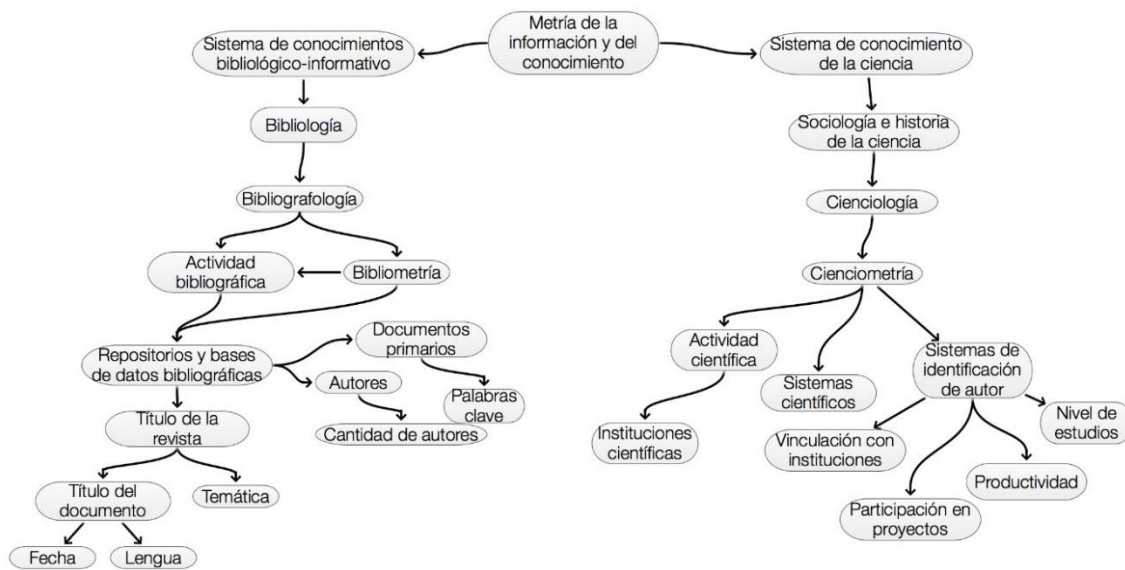 Metría de la
información y del
conocimiento
Sistema de conocimientos
bibliológico-informativo
Sistema de conocimiento
de la ciencia
Bibliología
Sociología e historia
de la ciencia
Bibliografología
Cienciología
Actividad
bibliográfica
Bibliometría
Cienciometría
Repositorios y bases
de datos bibliográficas
Documentos
primarios
Autores
Palabras
clave
Cantidad de autores
Título de la
revista
Título del
documento
Temática
Fecha
Lengua
Actividad
científica
Sistemas
científicos
Sistemas de
identificación
de autor
Instituciones
científicas
Vinculación con
instituciones
Nivel de
estudios
Productividad
Participación en
proyectos